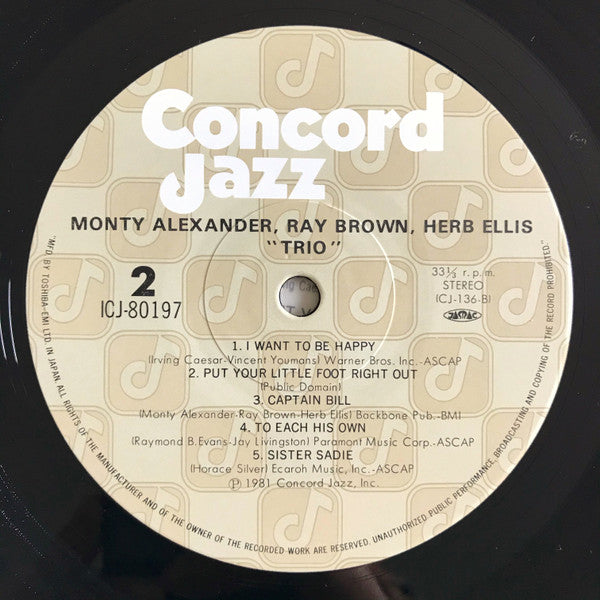 Concord
Jazz
MONTY ALEXANDER, RAY BROWN, HERB ELLIS
"TRIO"
2
ICJ-80197
33⅓ r.p.m.
STEREO
(CJ-136-B)
JASRAC
1. I WANT TO BE HAPPY
(Irving Caesar-Vincent Youmans) Warner Bros. Inc.-ASCAP
2. PUT YOUR LITTLE FOOT RIGHT OUT
(Public Domain)
3. CAPTAIN BILL
(Monty Alexander-Ray Brown-Herb Ellis) Backbone Pub.-BMI
4. TO EACH HIS OWN
(Raymond B. Evans-Jay Livingston) Paramont Music Corp.-ASCAP
5. SISTER SADIE
(Horace Silver) Ecaroh Music, Inc.-ASCAP
Ⓟ 1981 Concord Jazz, Inc.
"MFD. BY TOSHIBA-EMI LTD. IN JAPAN ALL RIGHTS OF THE MANUFACTURER AND OF THE OWNER OF THE RECORDED WORK ARE RESERVED. UNAUTHORIZED PUBLIC PERFORMANCE, BROADCASTING AND COPYING OF THE RECORD PROHIBITED."